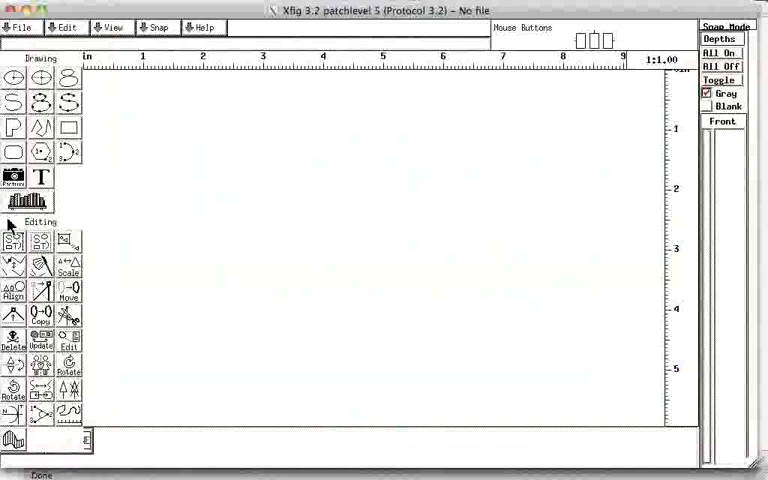 Xfig 3.2 patchlevel 5 (Protocol 3.2) – No file
File Edit View Snap Help
Mouse Buttons
Snap Mode
Depths
All On
All Off
Toggle
Gray
Blank
Front
in 1 2 3 4 5 6 7 8 9 1:1.00
1
2
3
4
5
Drawing
Picture T
Editing
Scale
Align Move
Copy
Delete Update Edit
Rotate
Rotate
Done